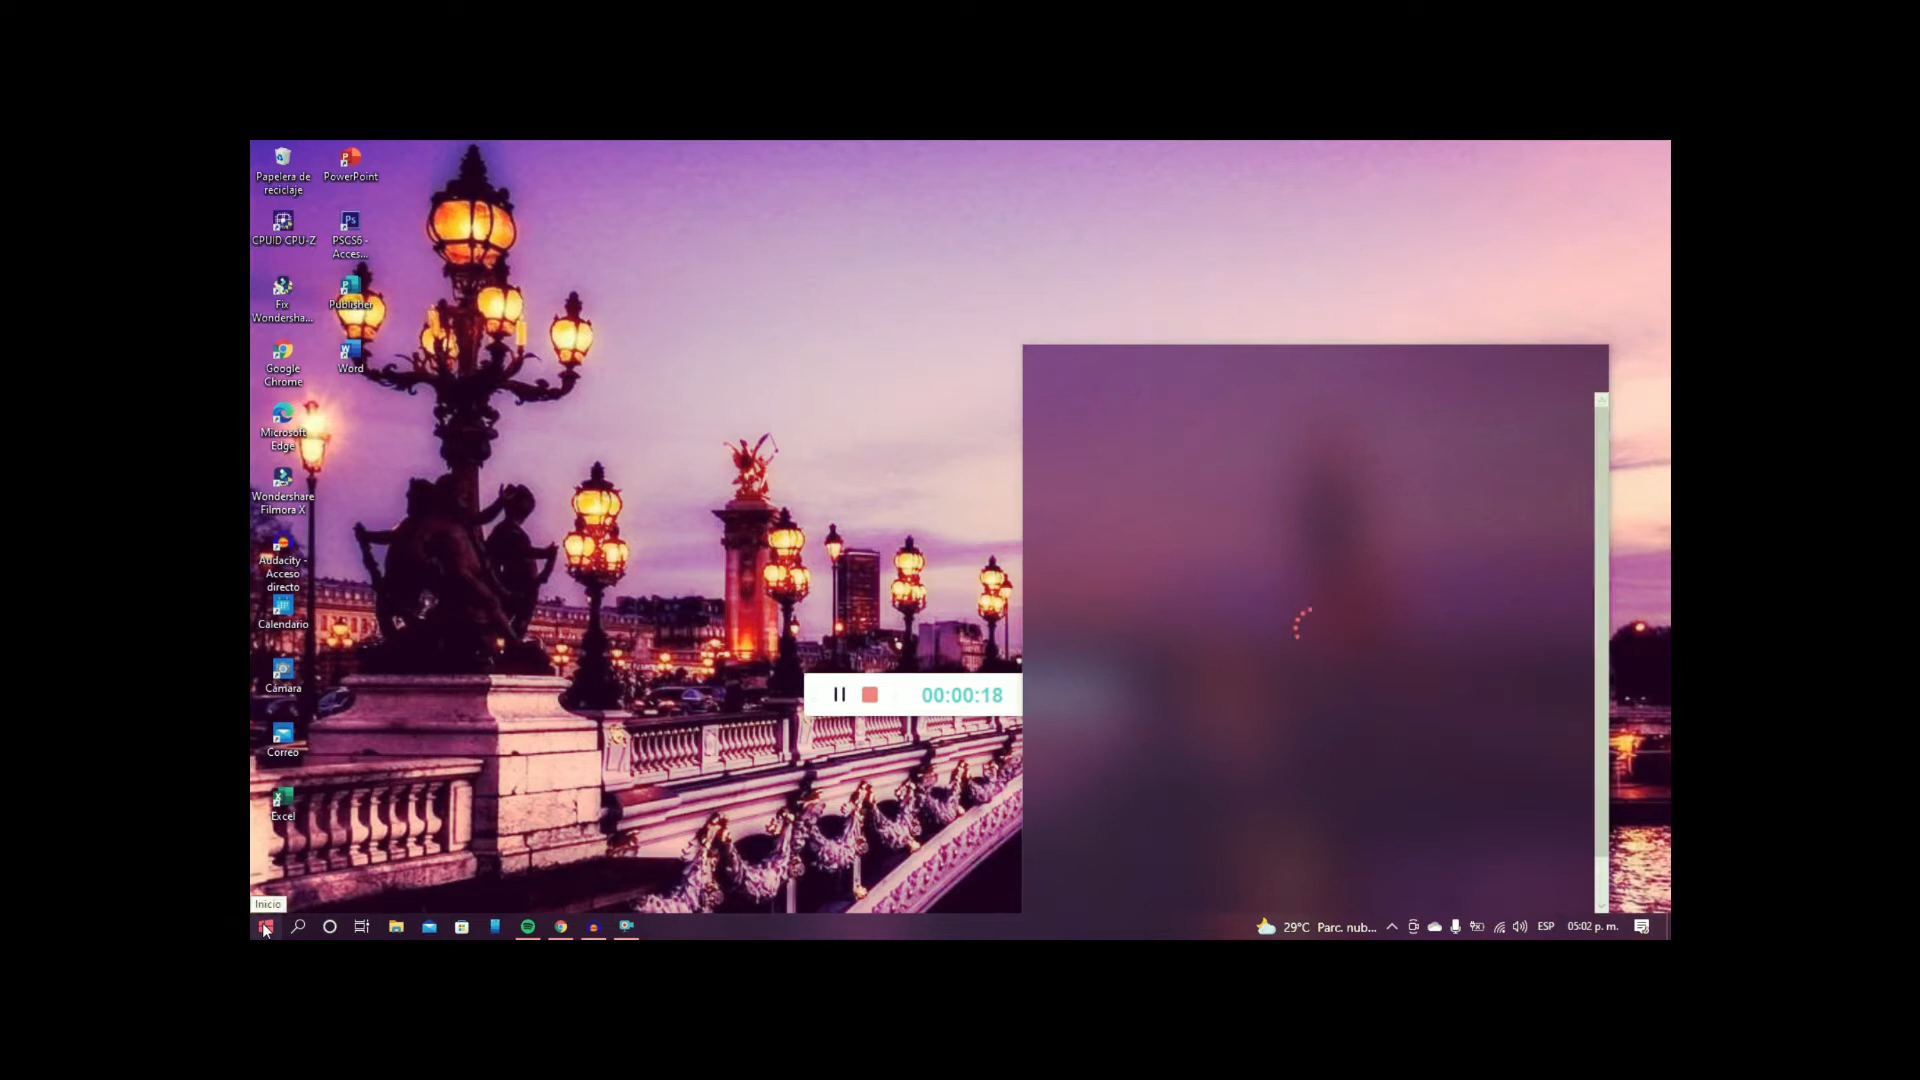 Papelera de
reciclaje
PowerPoint
CPUID CPU-Z
PSCS6 -
Acces...
Fix
Wondersha...
Publisher
Google
Chrome
Word
Microsoft
Edge
Wondershare
Filmora X
Audacity -
Acceso
directo
Calendario
Cámara
Correo
Excel
00:00:18
Inicio
29°C Parc. nub...
ESP
05:02 p. m.